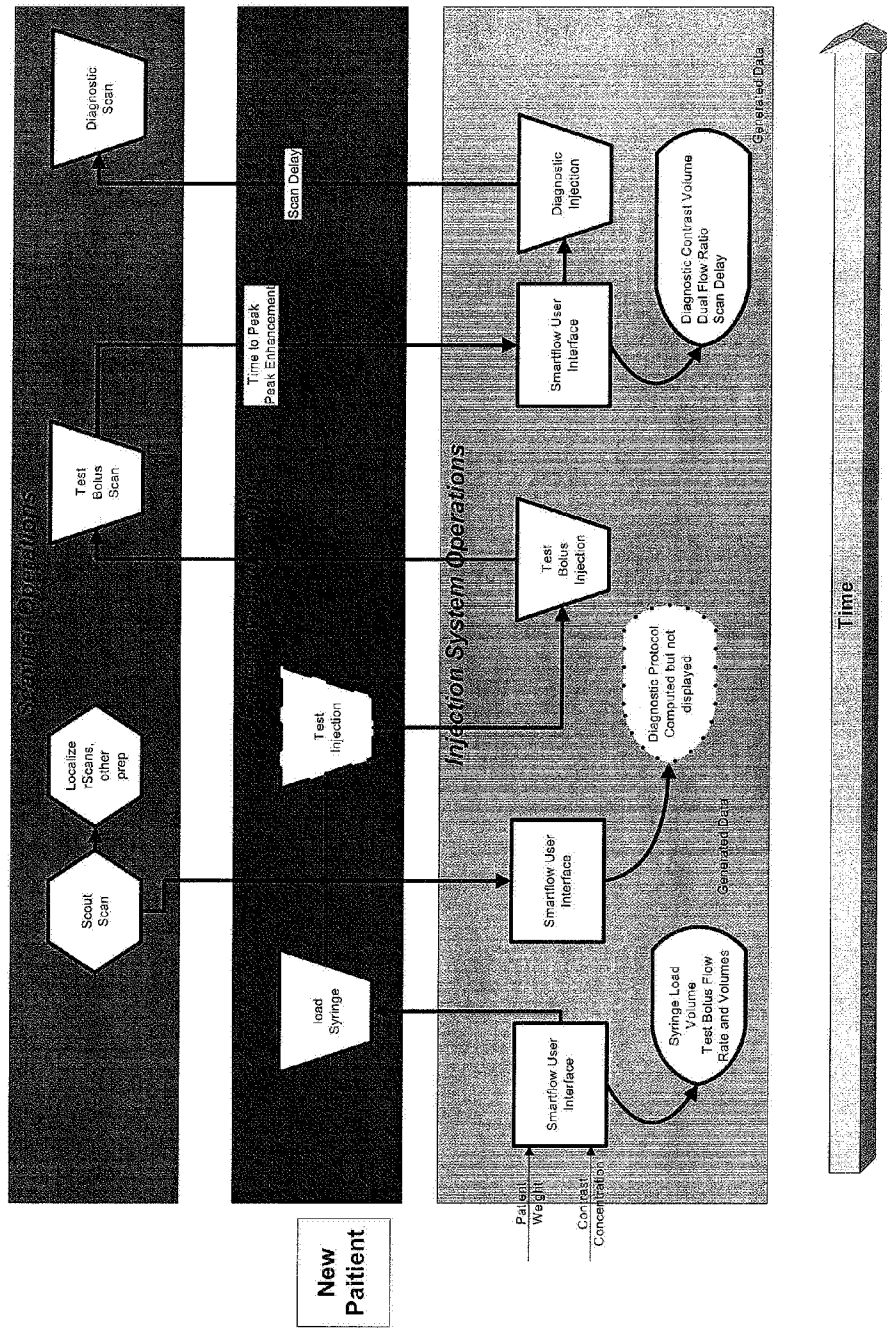 Scanner Operations
Scout
Scan
Localize
rScans,
other
prep
Test
Bolus
Scan
Diagnostic
Scan
New
Paitient
load
Syringe
Test
Injection
Time to Peak
Peak Enhancement
Scan Delay
Injection System Operations
Patient
Weight
Contrast
Concentration
Smartflow User
Interface
Syringe Load
Volume
Test Bolus Flow
Rate and Volumes
Smartflow User
Interface
Generated Data
Diagnostic Protocol
Computed but not
displayed
Test
Bolus
Injection
Smartflow User
Interface
Diagnostic
Injection
Diagnostic Contrast Volume
Dual Flow Ratio
Scan Delay
Generated Data
Time